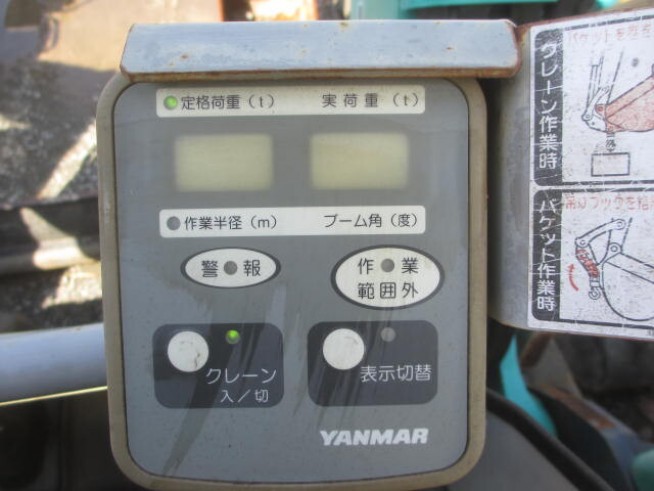 定格荷重(t) 実荷重(t)
作業半径(m) ブーム角(度)
警報
作業
範囲外
クレーン
入/切
表示切替
YANMAR
クレーン作業時
バケット作業時